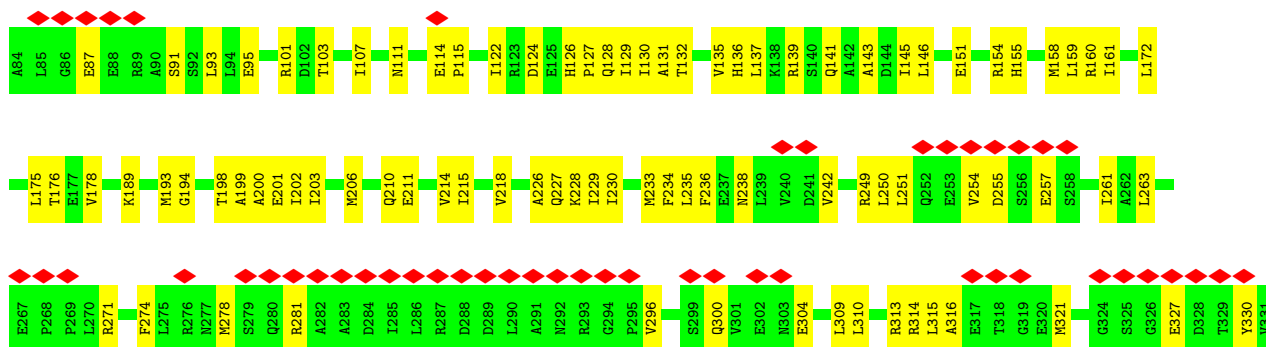 A84 L85 G86 E87 E88 R89 A90 S91 S92 L93 L94 E95 R101 D102 T103 I107 N111 E114 P115 I122 R123 D124 E125 H126 P127 Q128 I129 I130 A131 T132 V135 H136 L137 K138 R139 S140 Q141 A142 A143 D144 I145 L146 E151 R154 H155 M158 L159 R160 I161 L172
L175 T176 E177 V178 K189 M193 G194 T198 A199 A200 E201 I202 I203 M206 Q210 E211 V214 I215 V218 A226 Q227 K228 I229 I230 M233 F234 L235 F236 E237 N238 L239 V240 D241 V242 R249 L250 L251 Q252 E253 V254 D255 S256 E257 S258 I261 A262 L263
E267 P268 P269 L270 R271 F274 L275 R276 N277 M278 S279 Q280 R281 A282 A283 D284 I285 L286 R287 D288 D289 L290 A291 N292 R293 G294 P295 V296 S299 Q300 V301 E302 N303 E304 L309 L310 R313 R314 L315 A316 E317 T318 G319 E320 M321 G324 S325 G326 E327 D328 T329 Y330 V331